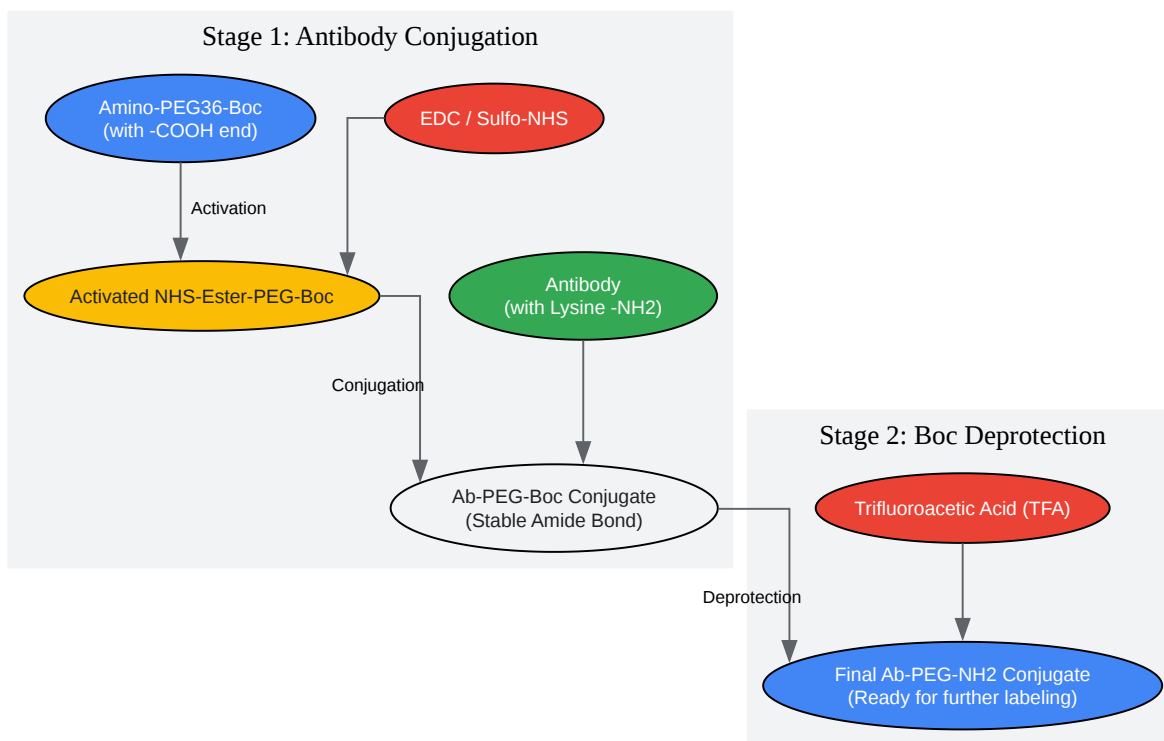 Stage 1: Antibody Conjugation
Amino-PEG36-Boc
(with -COOH end)
EDC / Sulfo-NHS
Activation
Activated NHS-Ester-PEG-Boc
Antibody
(with Lysine -NH2)
Conjugation
Ab-PEG-Boc Conjugate
(Stable Amide Bond)
Stage 2: Boc Deprotection
Trifluoroacetic Acid (TFA)
Deprotection
Final Ab-PEG-NH2 Conjugate
(Ready for further labeling)